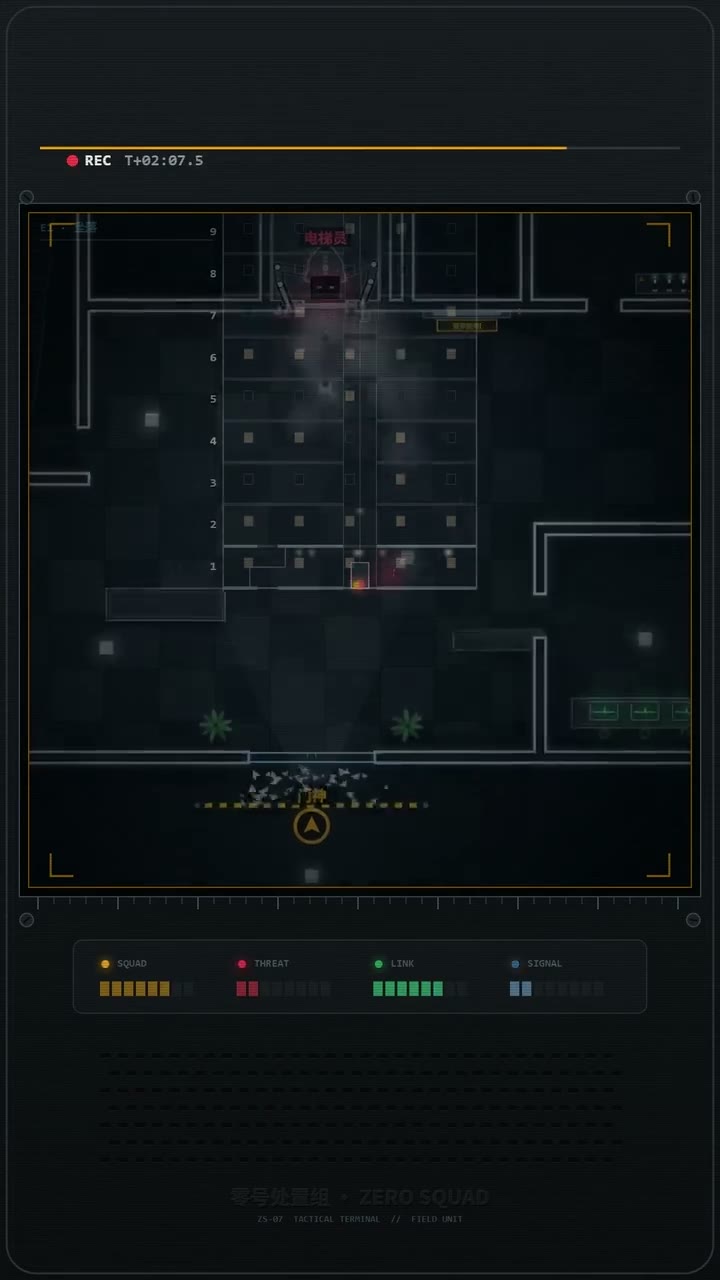 REC T+02:07.5
电梯员
9
8
7
6
5
4
3
2
1
门神
SQUAD
THREAT
LINK
SIGNAL
零号处置组 · ZERO SQUAD
ZS-07 TACTICAL TERMINAL // FIELD UNIT